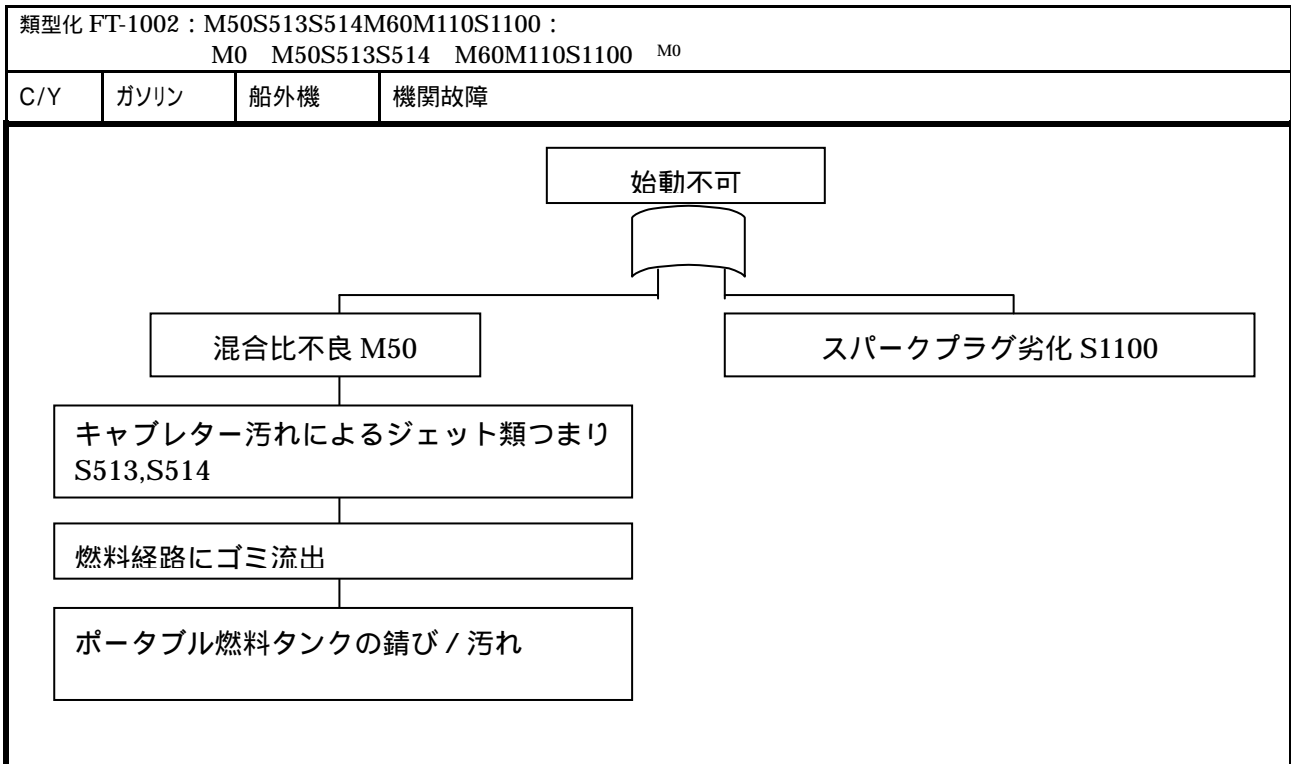 類型化 FT-1002：M50S513S514M60M110S1100：
M0 M50S513S514 M60M110S1100 M0
C/Y ガソリン 船外機 機関故障
始動不可
混合比不良 M50 スパークプラグ劣化 S1100
キャブレター汚れによるジェット類つまり
S513,S514
燃料経路にゴミ流出
ポータブル燃料タンクの錆び / 汚れ